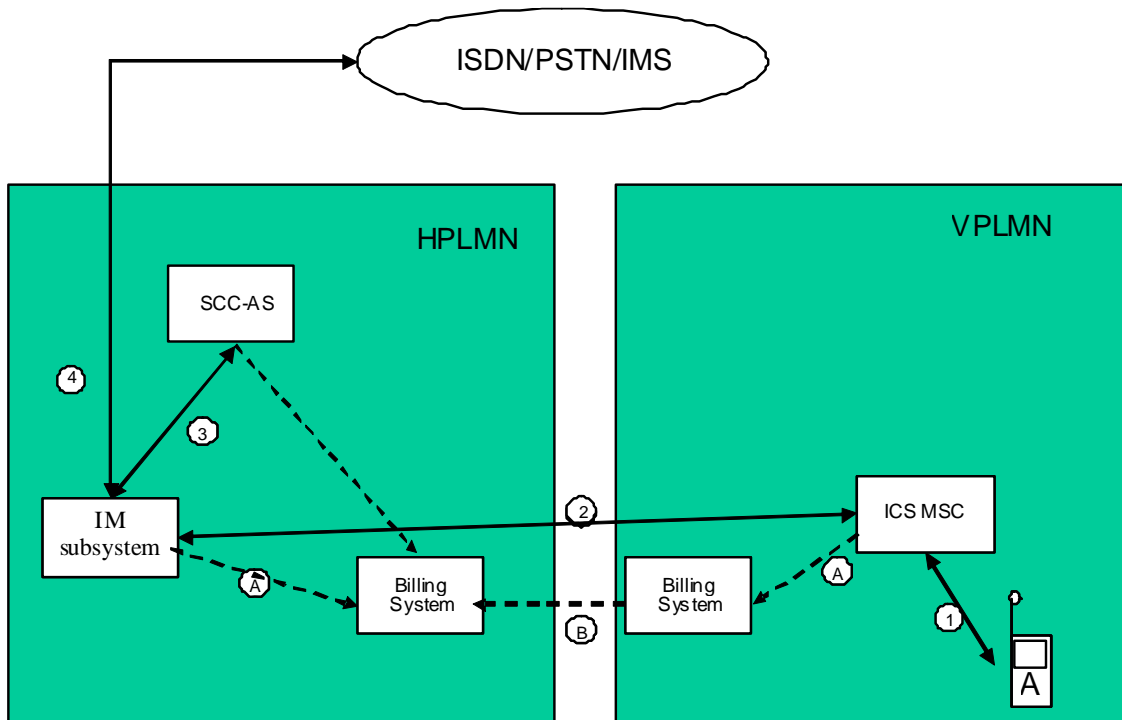 ISDN/PSTN/IMS
HPLMN
VPLMN
SCC-AS
4
3
IM
subsystem
2
ICS MSC
A
Billing
System
B
Billing
System
A
1
A